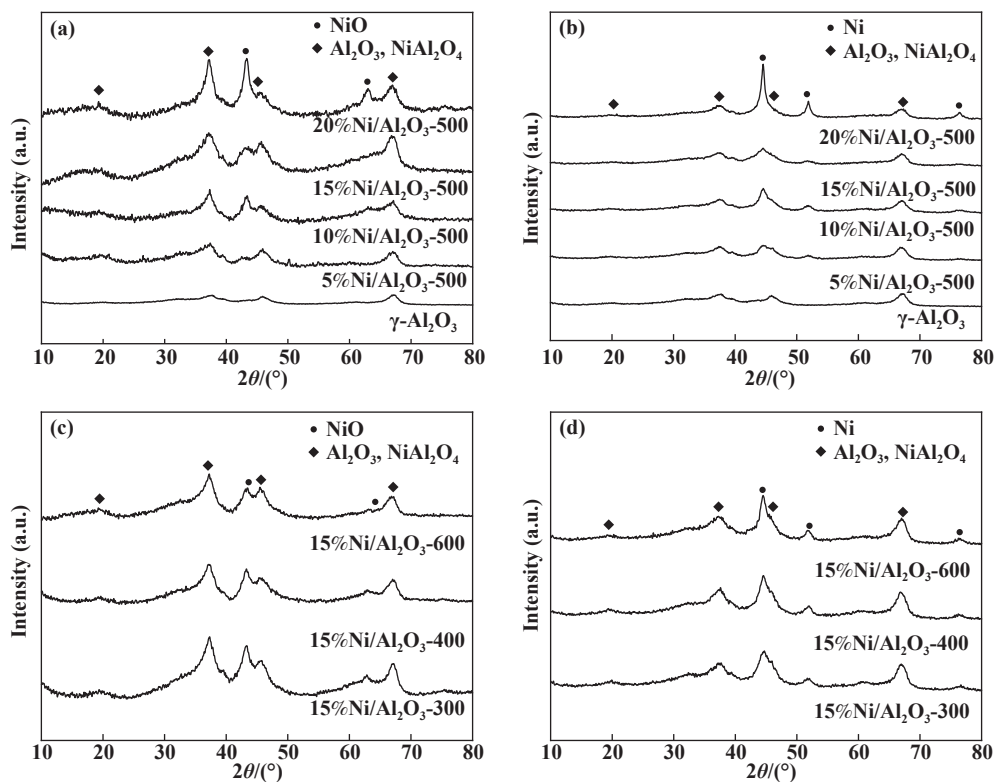 (a)
● NiO
◆ Al₂O₃, NiAl₂O₄
20%Ni/Al₂O₃-500
15%Ni/Al₂O₃-500
10%Ni/Al₂O₃-500
5%Ni/Al₂O₃-500
γ-Al₂O₃
Intensity (a.u.)
10 20 30 40 50 60 70 80
2θ/(°)
(b)
● Ni
◆ Al₂O₃, NiAl₂O₄
20%Ni/Al₂O₃-500
15%Ni/Al₂O₃-500
10%Ni/Al₂O₃-500
5%Ni/Al₂O₃-500
γ-Al₂O₃
Intensity (a.u.)
10 20 30 40 50 60 70 80
2θ/(°)
(c)
● NiO
◆ Al₂O₃, NiAl₂O₄
15%Ni/Al₂O₃-600
15%Ni/Al₂O₃-400
15%Ni/Al₂O₃-300
Intensity (a.u.)
10 20 30 40 50 60 70 80
2θ/(°)
(d)
● Ni
◆ Al₂O₃, NiAl₂O₄
15%Ni/Al₂O₃-600
15%Ni/Al₂O₃-400
15%Ni/Al₂O₃-300
Intensity (a.u.)
10 20 30 40 50 60 70 80
2θ/(°)